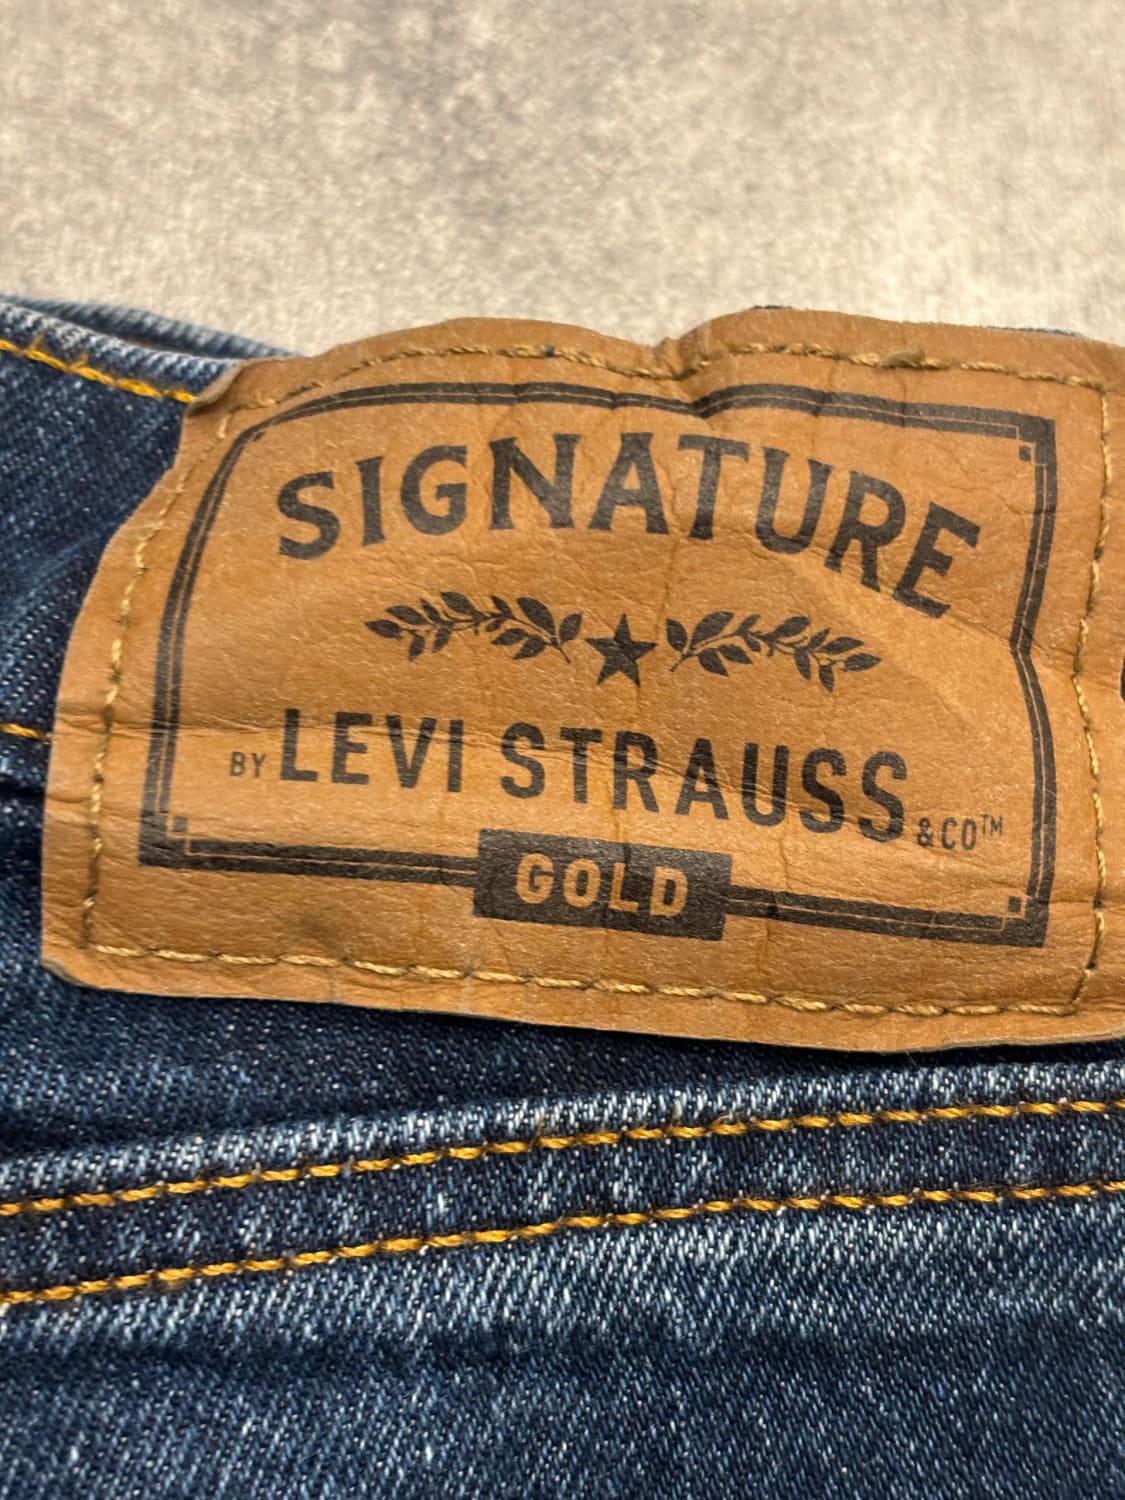 SIGNATURE
BY LEVI STRAUSS & CO™
GOLD